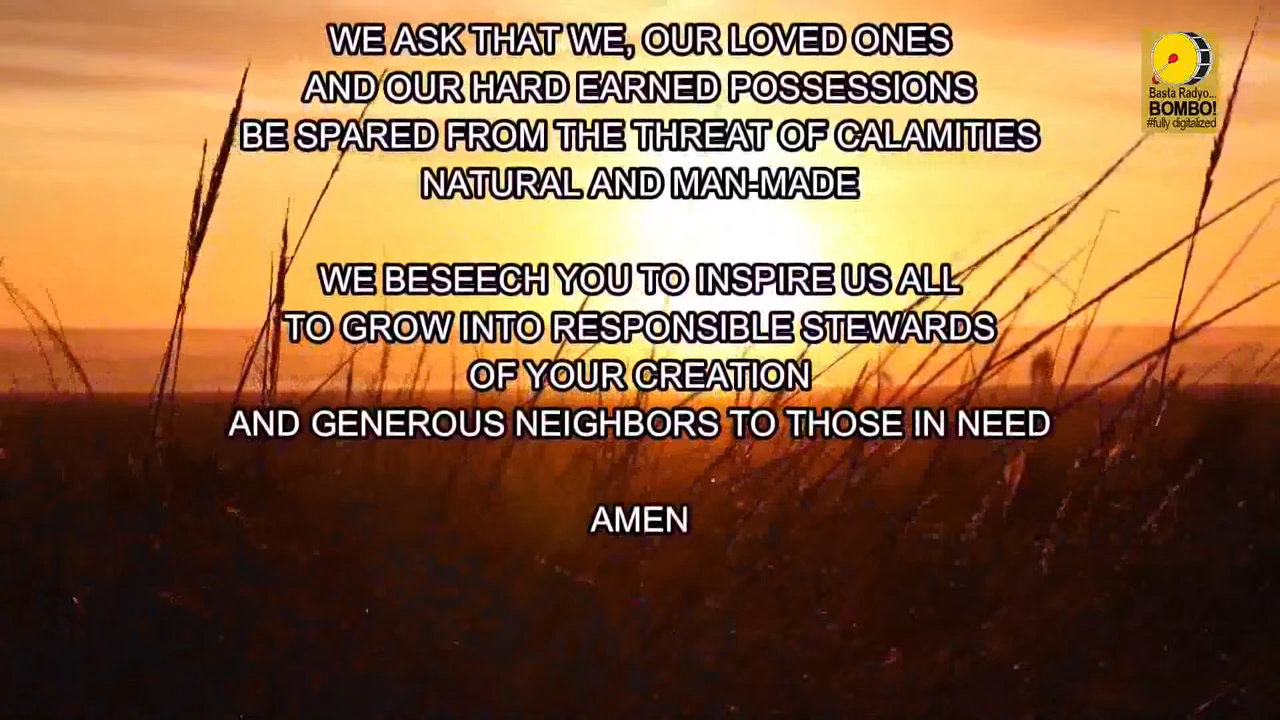 WE ASK THAT WE, OUR LOVED ONES
AND OUR HARD EARNED POSSESSIONS
BE SPARED FROM THE THREAT OF CALAMITIES
NATURAL AND MAN-MADE
WE BESEECH YOU TO INSPIRE US ALL
TO GROW INTO RESPONSIBLE STEWARDS
OF YOUR CREATION
AND GENEROUS NEIGHBORS TO THOSE IN NEED
AMEN
Basta Radyo...
BOMBO!
#fully digitalized